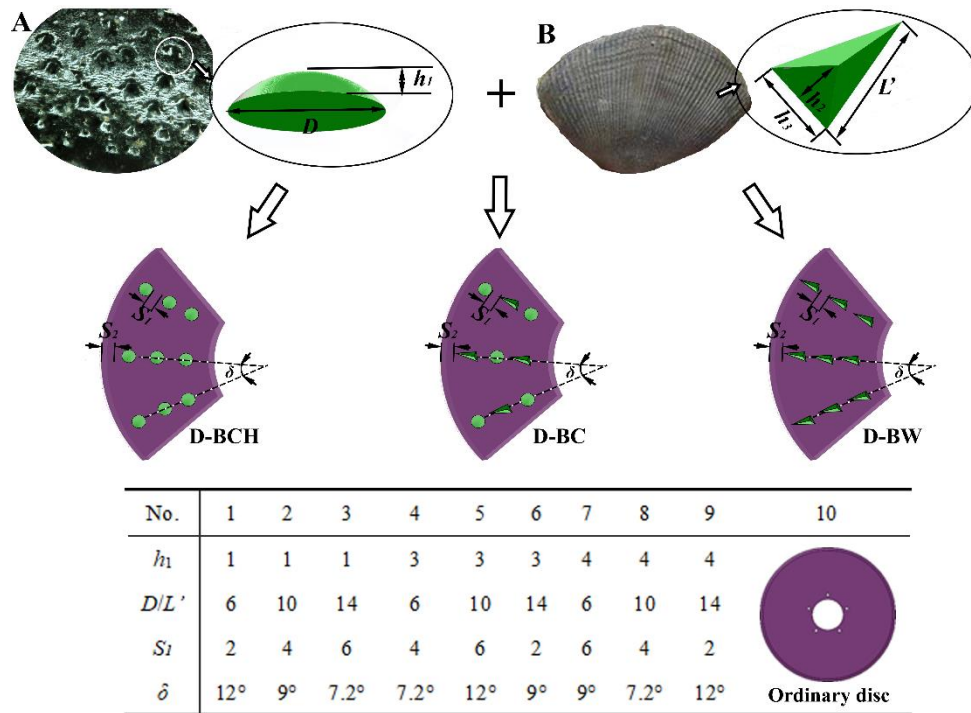 A
h₁
D
+
B
h₂
h₃
L'
S₁
S₂
δ
D-BCH
S₁
S₂
δ
D-BC
S₁
S₂
δ
D-BW
No. 1 2 3 4 5 6 7 8 9 10
h₁ 1 1 1 3 3 3 4 4 4
D/L' 6 10 14 6 10 14 6 10 14
S₁ 2 4 6 4 6 2 6 4 2
δ 12° 9° 7.2° 7.2° 12° 9° 9° 7.2° 12°
Ordinary disc